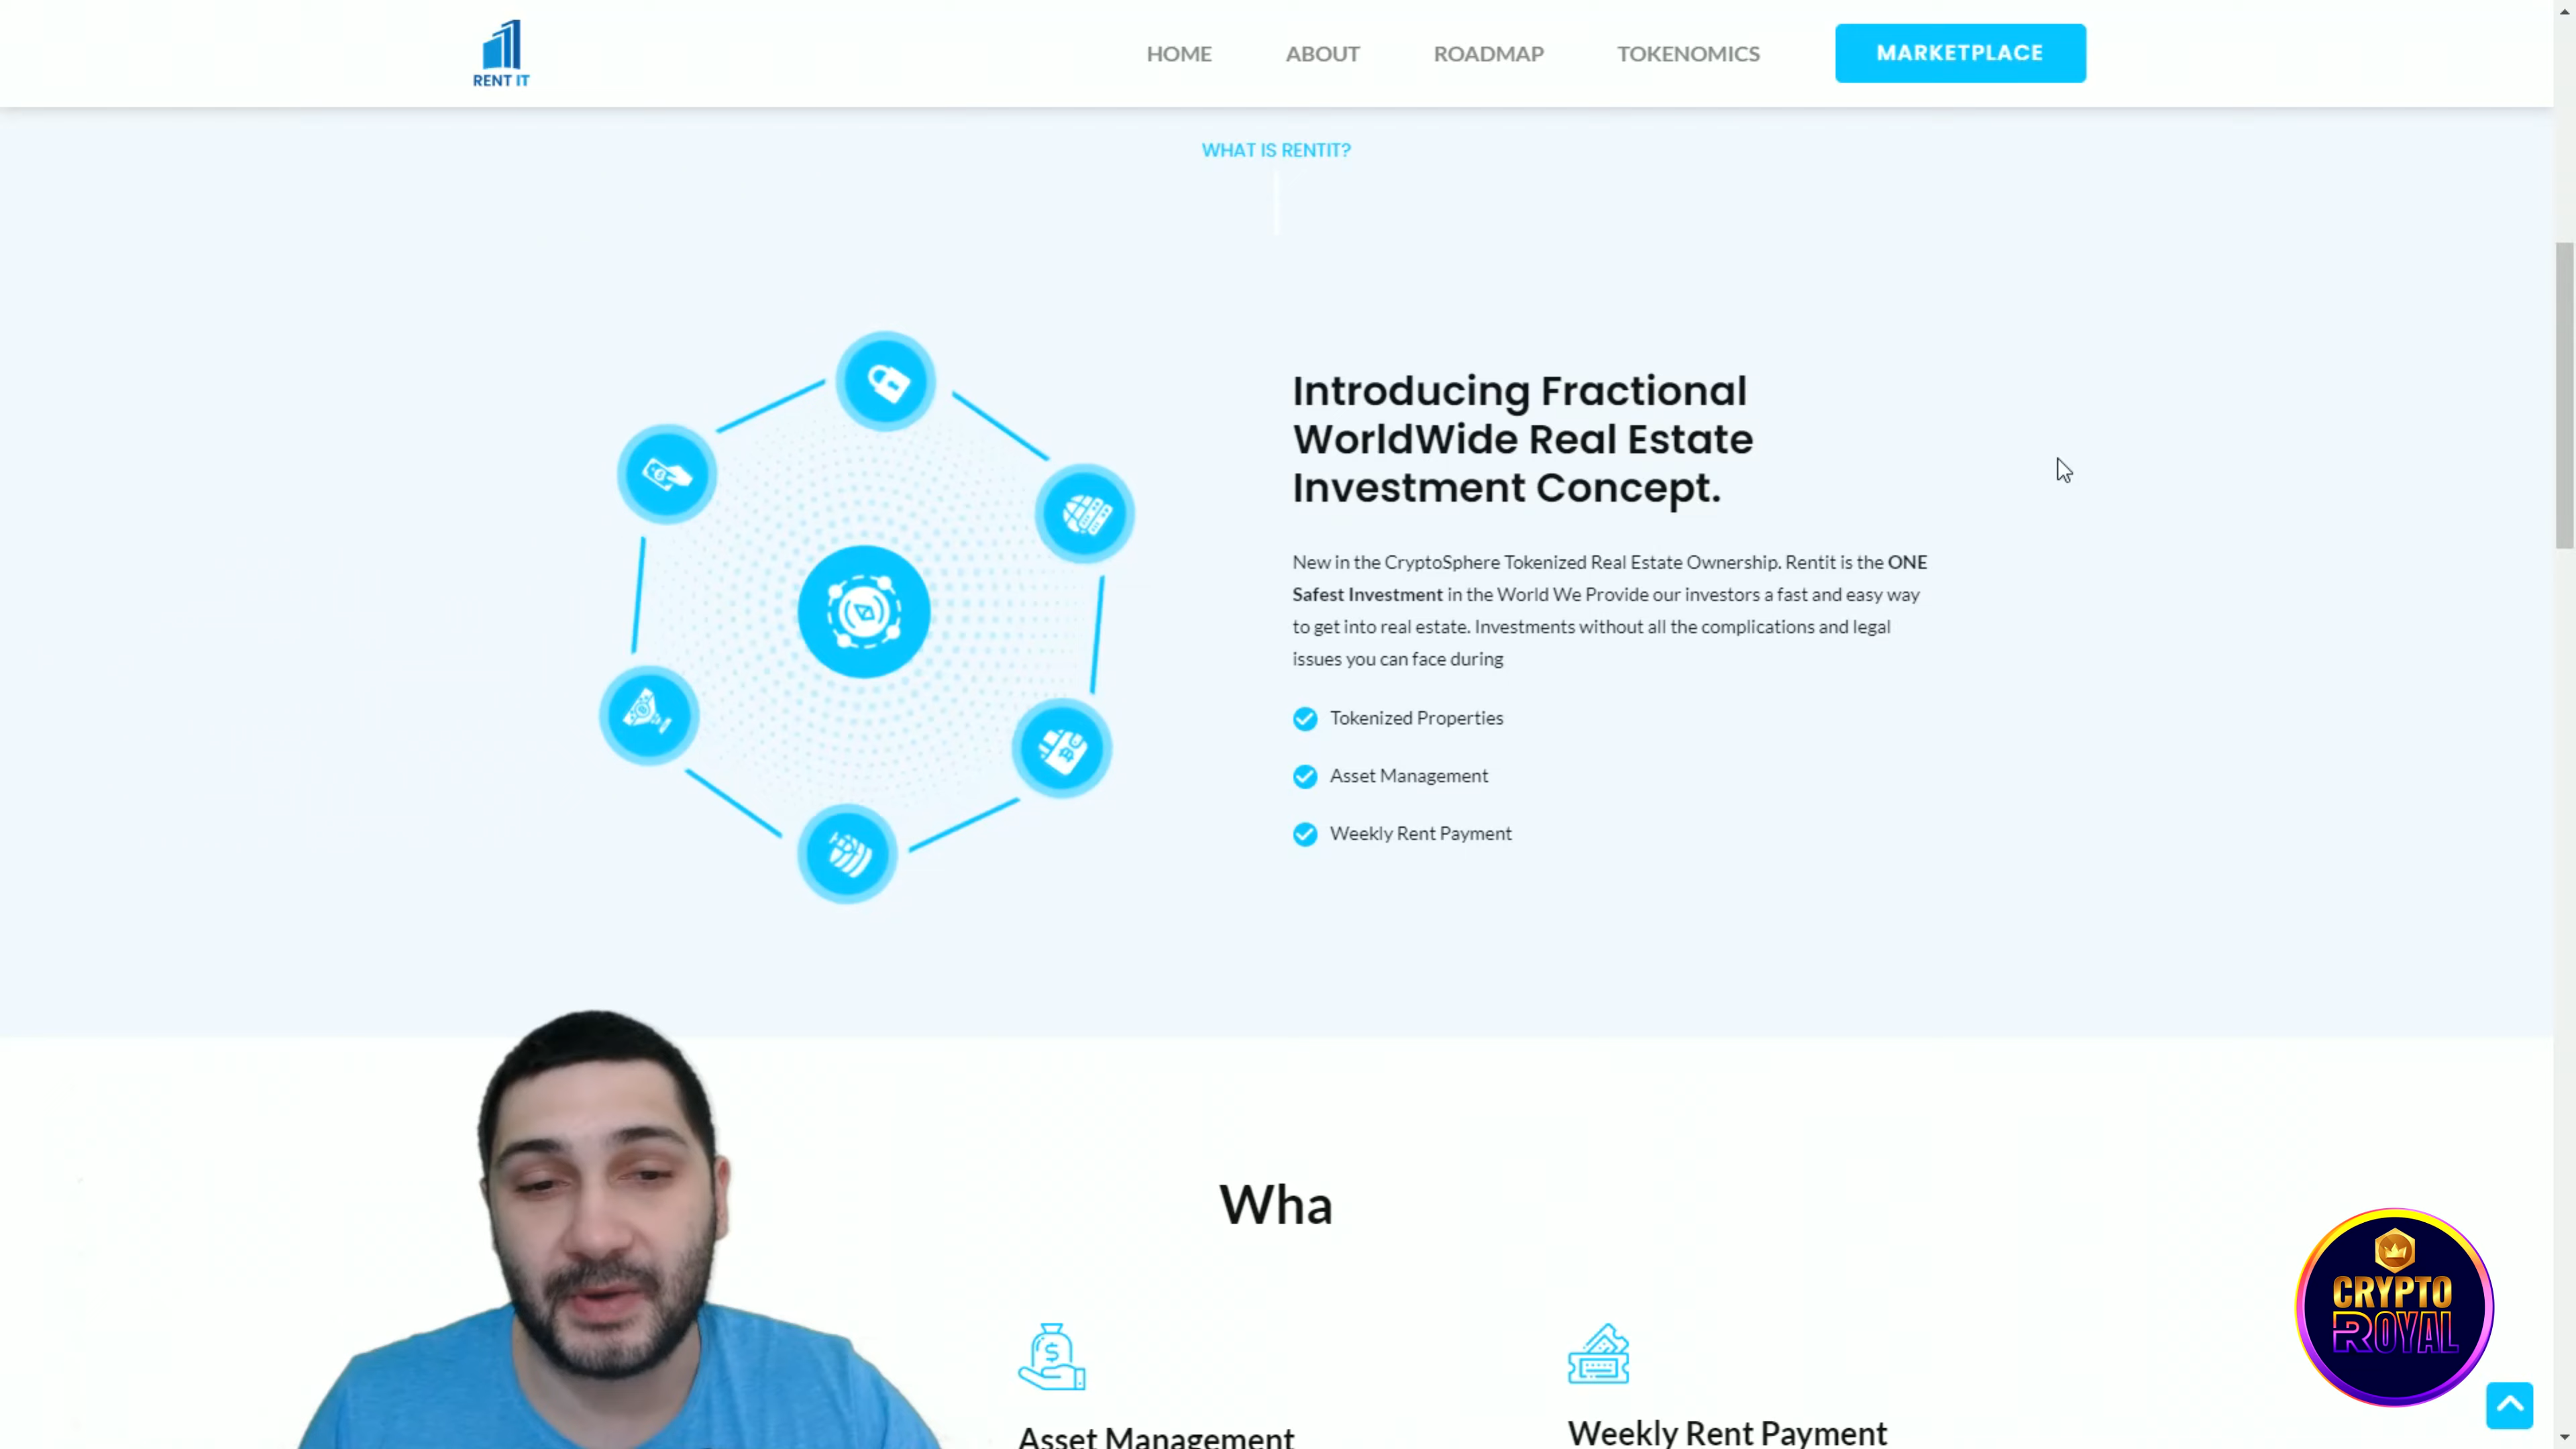 RENT IT
HOME
ABOUT
ROADMAP
TOKENOMICS
MARKETPLACE
WHAT IS RENTIT?
Introducing Fractional
WorldWide Real Estate
Investment Concept.
New in the CryptoSphere Tokenized Real Estate Ownership. Rentit is the ONE
Safest Investment in the World We Provide our investors a fast and easy way
to get into real estate. Investments without all the complications and legal
issues you can face during
Tokenized Properties
Asset Management
Weekly Rent Payment
Wha
Asset Management
Weekly Rent Payment
CRYPTO
ROYAL